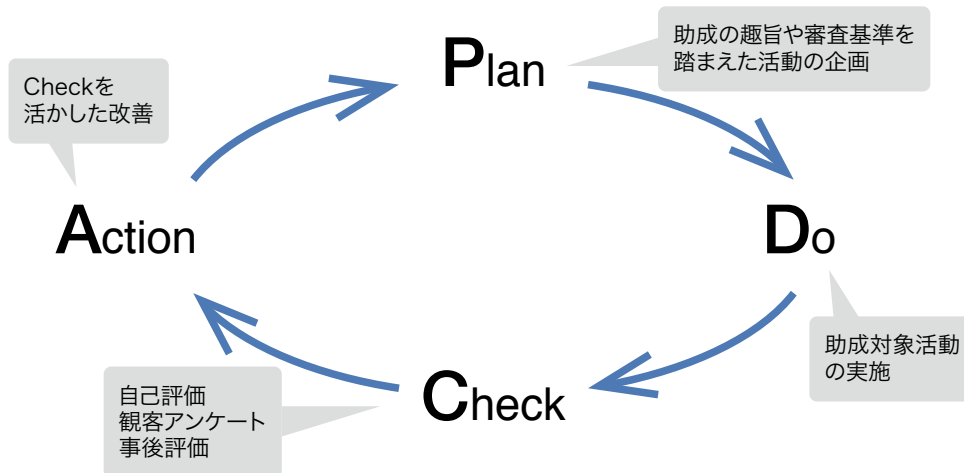 Plan
助成の趣旨や審査基準を
踏まえた活動の企画
Checkを
活かした改善
Action
Do
助成対象活動
の実施
Check
自己評価
観客アンケート
事後評価